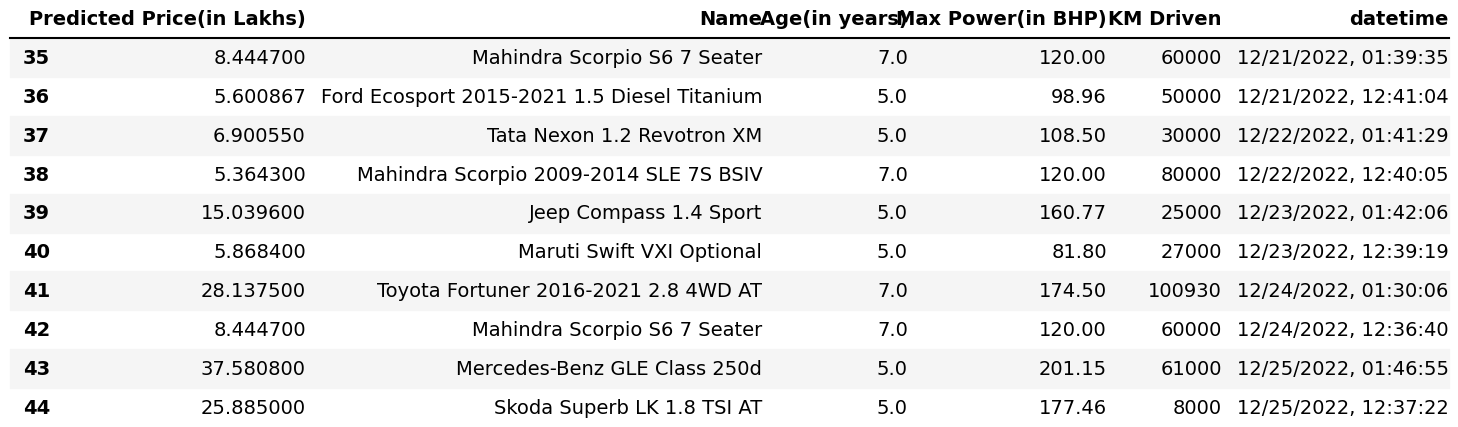 Predicted Price(in Lakhs) Name Age(in years) Max Power(in BHP) KM Driven datetime
35 8.444700 Mahindra Scorpio S6 7 Seater 7.0 120.00 60000 12/21/2022, 01:39:35
36 5.600867 Ford Ecosport 2015-2021 1.5 Diesel Titanium 5.0 98.96 50000 12/21/2022, 12:41:04
37 6.900550 Tata Nexon 1.2 Revotron XM 5.0 108.50 30000 12/22/2022, 01:41:29
38 5.364300 Mahindra Scorpio 2009-2014 SLE 7S BSIV 7.0 120.00 80000 12/22/2022, 12:40:05
39 15.039600 Jeep Compass 1.4 Sport 5.0 160.77 25000 12/23/2022, 01:42:06
40 5.868400 Maruti Swift VXI Optional 5.0 81.80 27000 12/23/2022, 12:39:19
41 28.137500 Toyota Fortuner 2016-2021 2.8 4WD AT 7.0 174.50 100930 12/24/2022, 01:30:06
42 8.444700 Mahindra Scorpio S6 7 Seater 7.0 120.00 60000 12/24/2022, 12:36:40
43 37.580800 Mercedes-Benz GLE Class 250d 5.0 201.15 61000 12/25/2022, 01:46:55
44 25.885000 Skoda Superb LK 1.8 TSI AT 5.0 177.46 8000 12/25/2022, 12:37:22